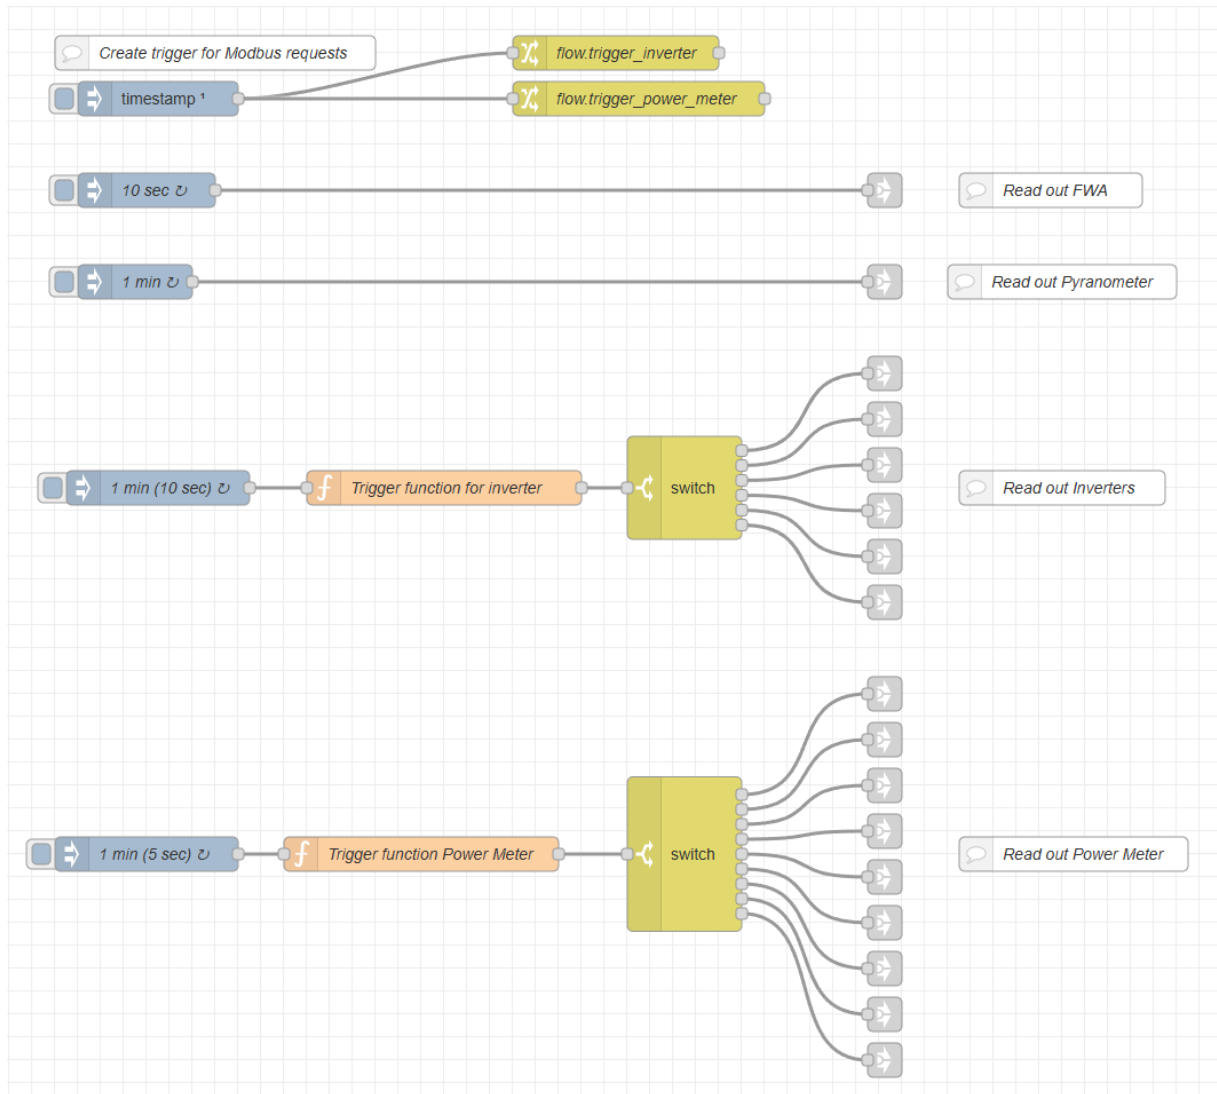 Create trigger for Modbus requests
flow.trigger_inverter
timestamp ¹
flow.trigger_power_meter
10 sec ↻
Read out FWA
1 min ↻
Read out Pyranometer
1 min (10 sec) ↻
Trigger function for inverter
switch
Read out Inverters
1 min (5 sec) ↻
Trigger function Power Meter
switch
Read out Power Meter